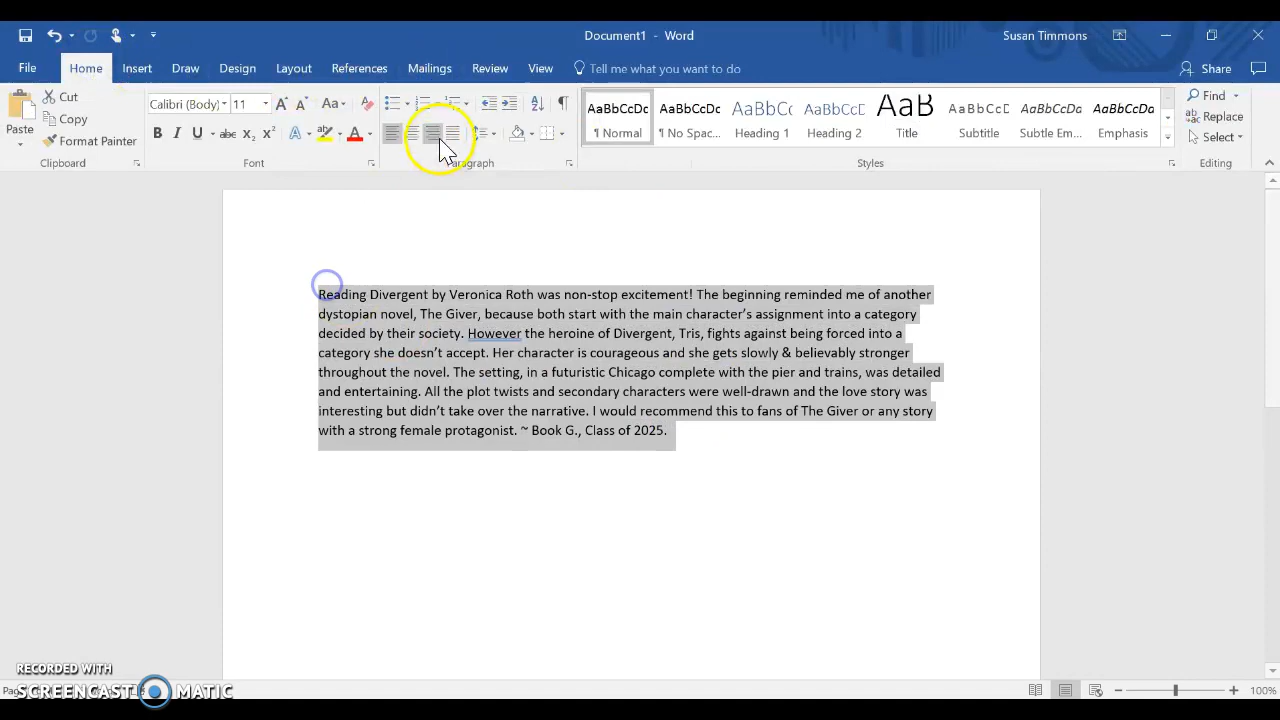 Document1 - Word
Susan Timmons
File Home Insert Draw Design Layout References Mailings Review View Tell me what you want to do Share
Paste Cut Copy Format Painter
Calibri (Body) 11 Aa
B I U abc x₂ x² A A
AaBbCcDc AaBbCcDc AaBbCc AaBbCcD AaB AaBbCcD AaBbCcDa AaBbCcDa
¶ Normal ¶ No Spac... Heading 1 Heading 2 Title Subtitle Subtle Em... Emphasis
Find Replace Select
Clipboard Font Paragraph Styles Editing
Reading Divergent by Veronica Roth was non-stop excitement! The beginning reminded me of another
dystopian novel, The Giver, because both start with the main character’s assignment into a category
decided by their society. However the heroine of Divergent, Tris, fights against being forced into a
category she doesn’t accept. Her character is courageous and she gets slowly & believably stronger
throughout the novel. The setting, in a futuristic Chicago complete with the pier and trains, was detailed
and entertaining. All the plot twists and secondary characters were well-drawn and the love story was
interesting but didn’t take over the narrative. I would recommend this to fans of The Giver or any story
with a strong female protagonist. ~ Book G., Class of 2025.
RECORDED WITH
SCREENCAST MATIC
100%